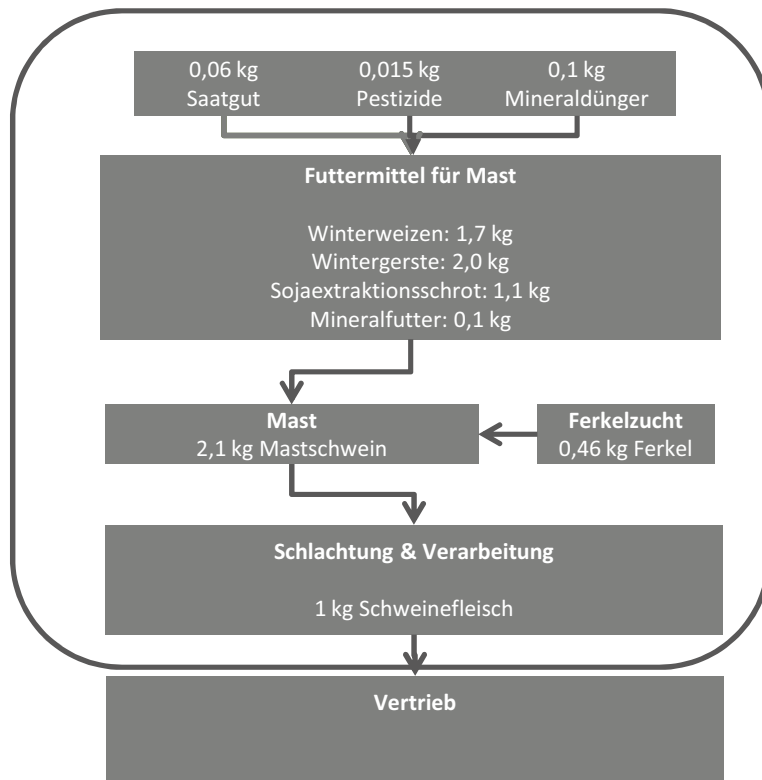 0,06 kg
Saatgut
0,015 kg
Pestizide
0,1 kg
Mineraldünger
Futtermittel für Mast
Winterweizen: 1,7 kg
Wintergerste: 2,0 kg
Sojaextraktionsschrot: 1,1 kg
Mineralfutter: 0,1 kg
Mast
2,1 kg Mastschwein
Ferkelzucht
0,46 kg Ferkel
Schlachtung & Verarbeitung
1 kg Schweinefleisch
Vertrieb